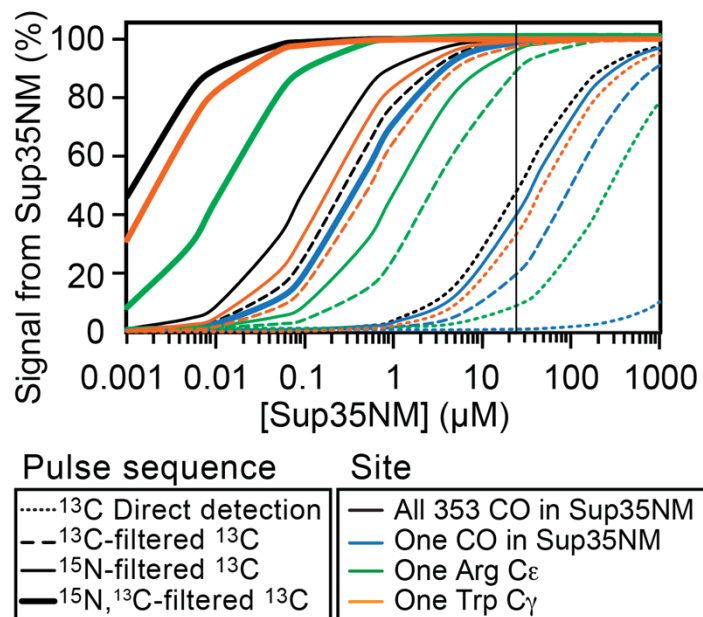 Signal from Sup35NM (%)
100
80
60
40
20
0
0.001 0.01 0.1 1 10 100 1000
[Sup35NM] (µM)
Pulse sequence
¹³C Direct detection
¹³C-filtered ¹³C
¹⁵N-filtered ¹³C
¹⁵N,¹³C-filtered ¹³C
Site
All 353 CO in Sup35NM
One CO in Sup35NM
One Arg Cε
One Trp Cγ